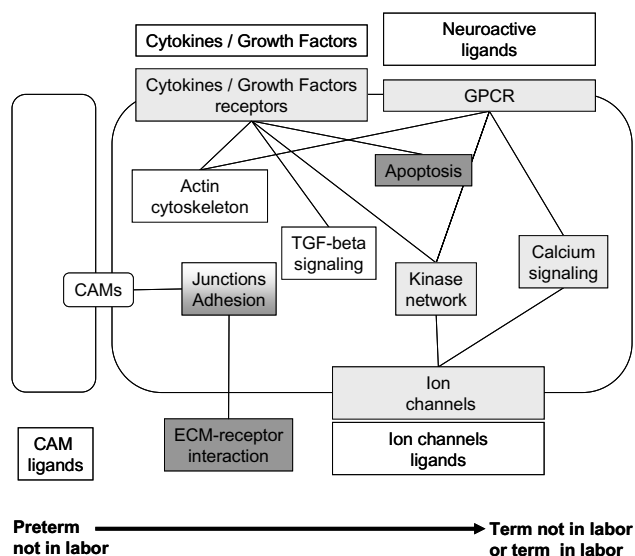 Cytokines / Growth Factors
Neuroactive
ligands
Cytokines / Growth Factors
receptors
GPCR
Apoptosis
Actin
cytoskeleton
TGF-beta
signaling
Calcium
signaling
CAMs
Junctions
Adhesion
Kinase
network
Ion
channels
CAM
ligands
ECM-receptor
interaction
Ion channels
ligands
Preterm
not in labor
Term not in labor
or term in labor